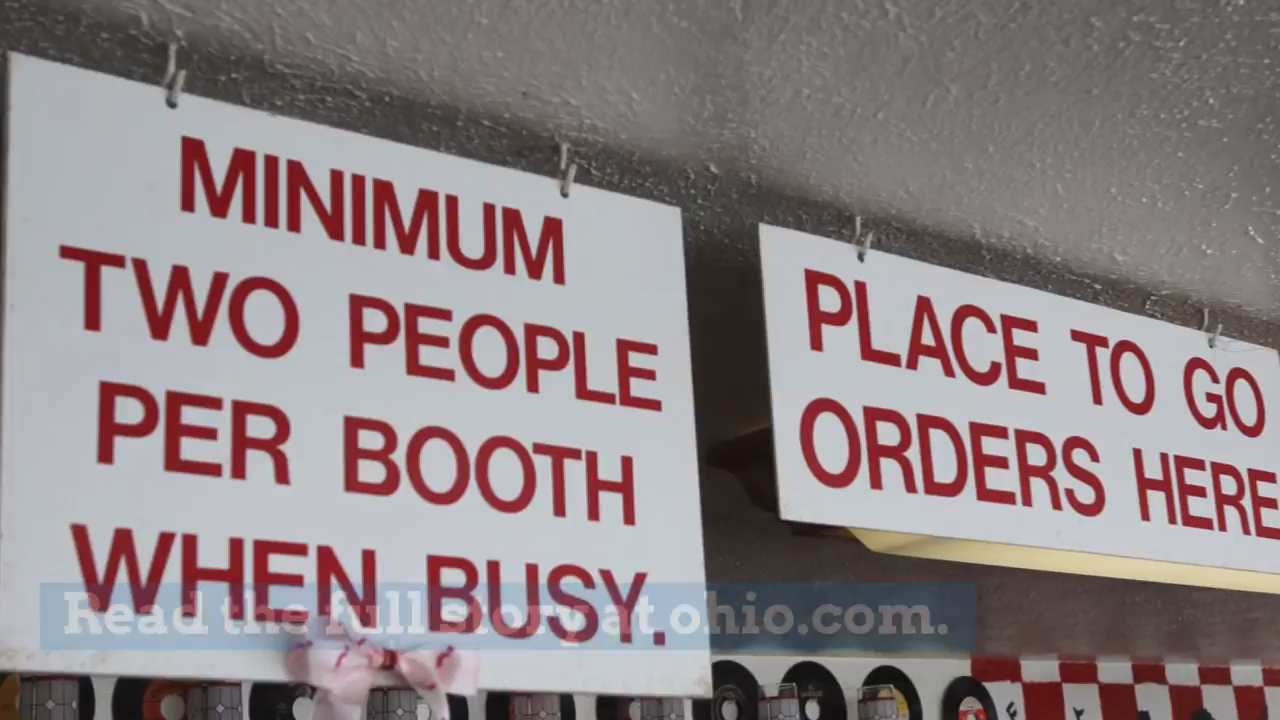 MINIMUM
TWO PEOPLE
PER BOOTH
WHEN BUSY.
PLACE TO GO
ORDERS HERE
Read the full story at ohio.com.